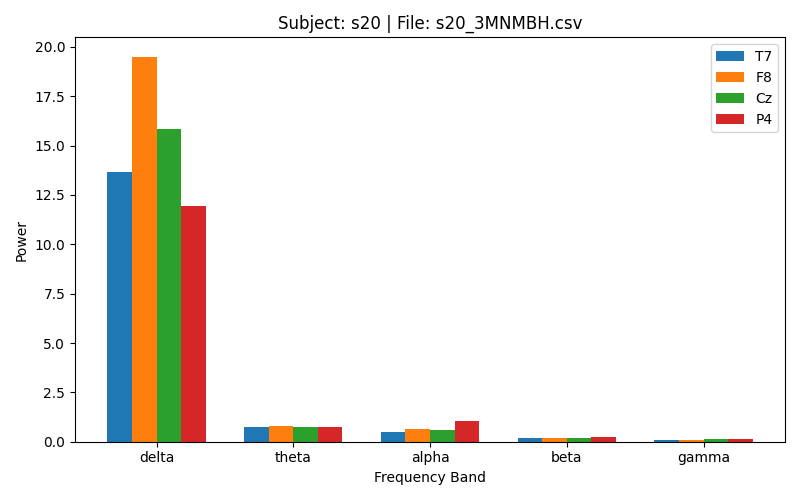 Subject: s20 | File: s20_3MNMBH.csv
T7
F8
Cz
P4
Power
20.0
17.5
15.0
12.5
10.0
7.5
5.0
2.5
0.0
delta theta alpha beta gamma
Frequency Band